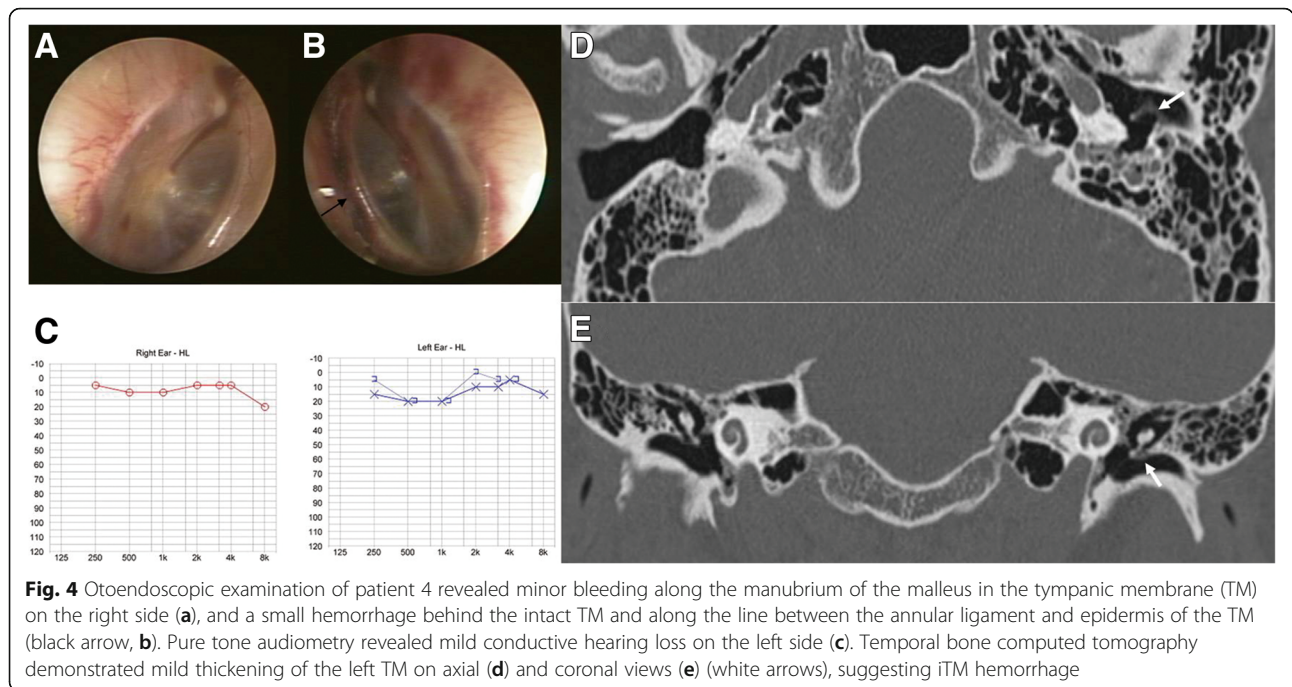 A
B
C
Right Ear - HL
-10
0
10
20
30
40
50
60
70
80
90
100
110
120
125 250 500 1k 2k 4k 8k
Left Ear - HL
-10
0
10
20
30
40
50
60
70
80
90
100
110
120
125 250 500 1k 2k 4k 8k
D
E
Fig. 4 Otoendoscopic examination of patient 4 revealed minor bleeding along the manubrium of the malleus in the tympanic membrane (TM)
on the right side (a), and a small hemorrhage behind the intact TM and along the line between the annular ligament and epidermis of the TM
(black arrow, b). Pure tone audiometry revealed mild conductive hearing loss on the left side (c). Temporal bone computed tomography
demonstrated mild thickening of the left TM on axial (d) and coronal views (e) (white arrows), suggesting iTM hemorrhage